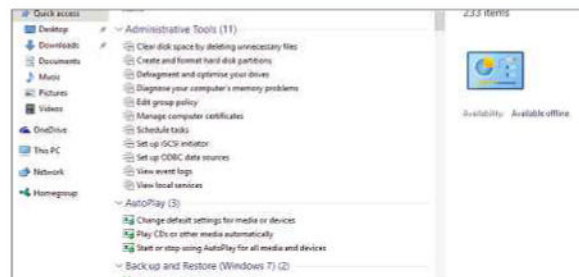 Quick access
Desktop
Downloads
Documents
Music
Pictures
Videos
OneDrive
This PC
Network
Homegroup
Administrative Tools (11)
Clear disk space by deleting unnecessary files
Create and format hard disk partitions
Defragment and optimise your drives
Diagnose your computer's memory problems
Edit group policy
Manage computer certificates
Schedule tasks
Set up iSCSI initiator
Set up ODBC data sources
View event logs
View local services
AutoPlay (3)
Change default settings for media or devices
Play CDs or other media automatically
Start or stop using AutoPlay for all media and devices
Backup and Restore (Windows 7) (2)
233 items
Availability: Available offline